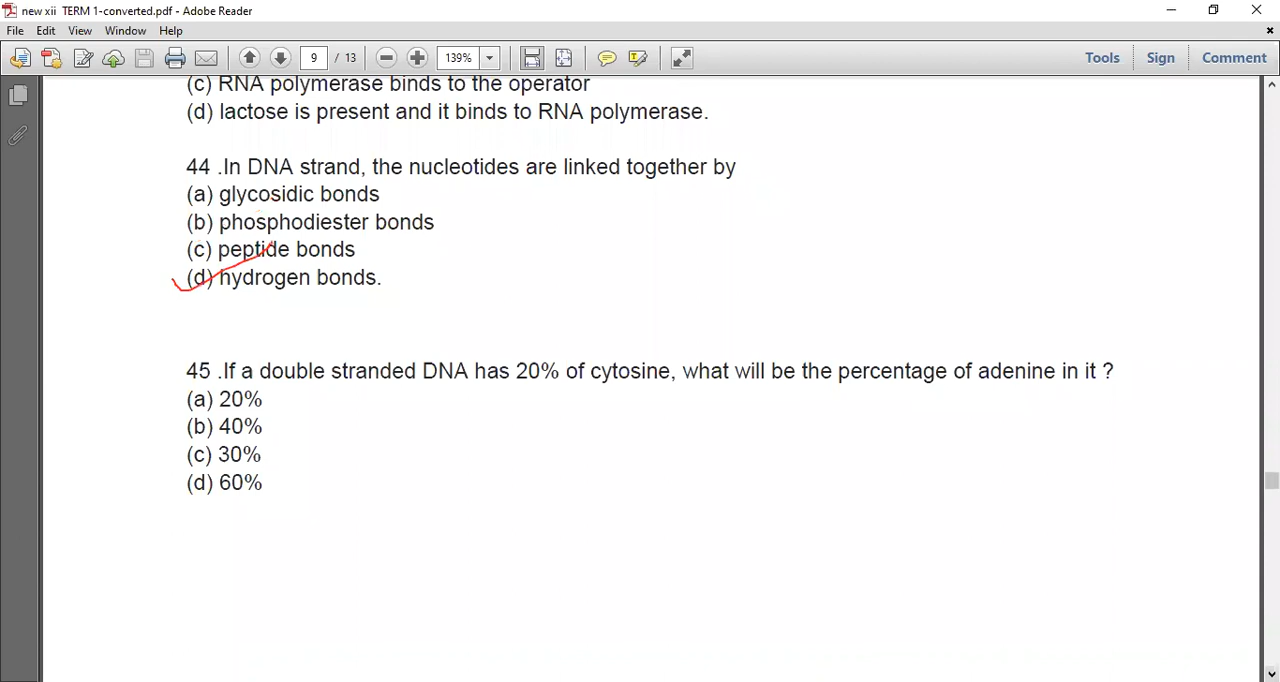 new xii TERM 1-converted.pdf - Adobe Reader
File Edit View Window Help
9 / 13 139% Tools Sign Comment
(c) RNA polymerase binds to the operator
(d) lactose is present and it binds to RNA polymerase.
44 .In DNA strand, the nucleotides are linked together by
(a) glycosidic bonds
(b) phosphodiester bonds
(c) peptide bonds
(d) hydrogen bonds.
45 .If a double stranded DNA has 20% of cytosine, what will be the percentage of adenine in it ?
(a) 20%
(b) 40%
(c) 30%
(d) 60%